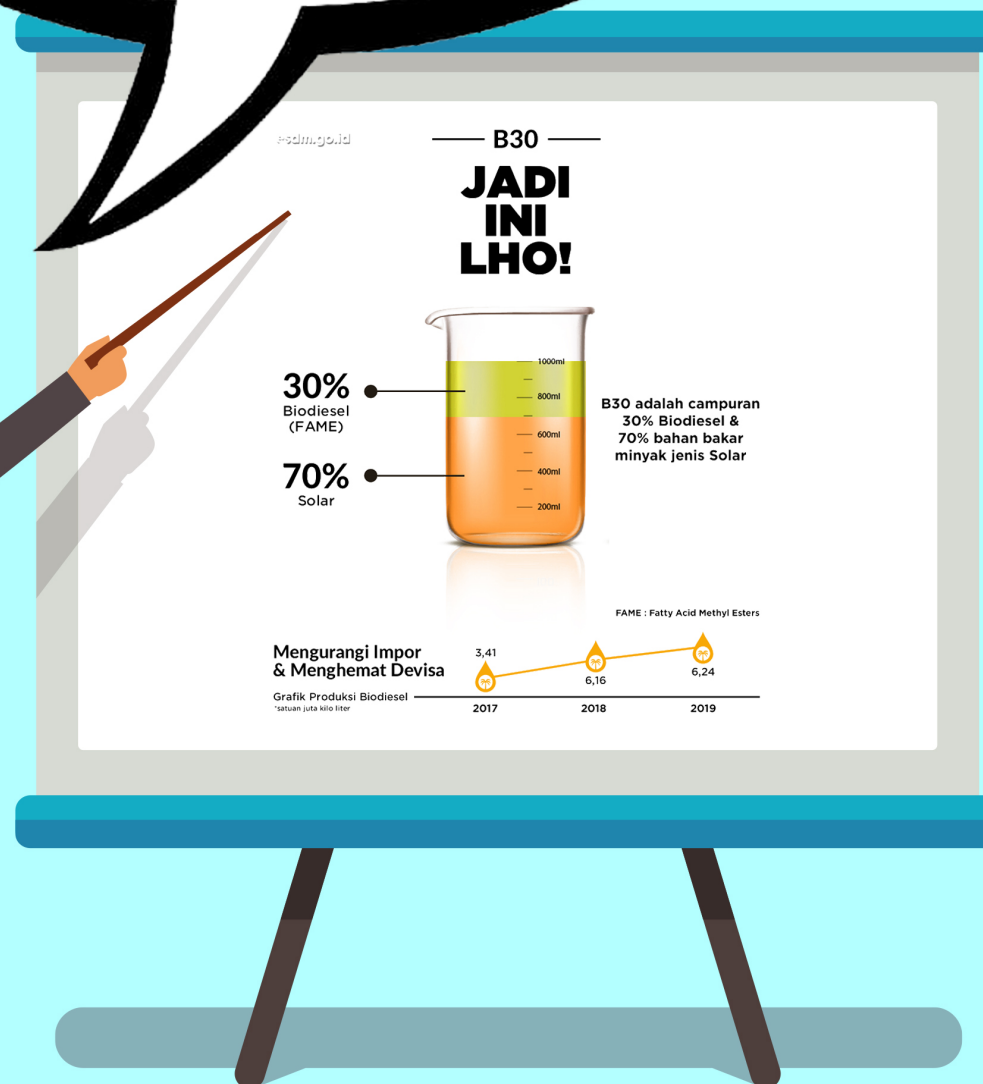 esdm.go.id
B30
JADI
INI
LHO!
1000ml
800ml
600ml
400ml
200ml
30%
Biodiesel
(FAME)
70%
Solar
B30 adalah campuran
30% Biodiesel &
70% bahan bakar
minyak jenis Solar
FAME : Fatty Acid Methyl Esters
Mengurangi Impor
& Menghemat Devisa
Grafik Produksi Biodiesel
*satuan juta kilo liter
3,41
6,16
6,24
2017
2018
2019